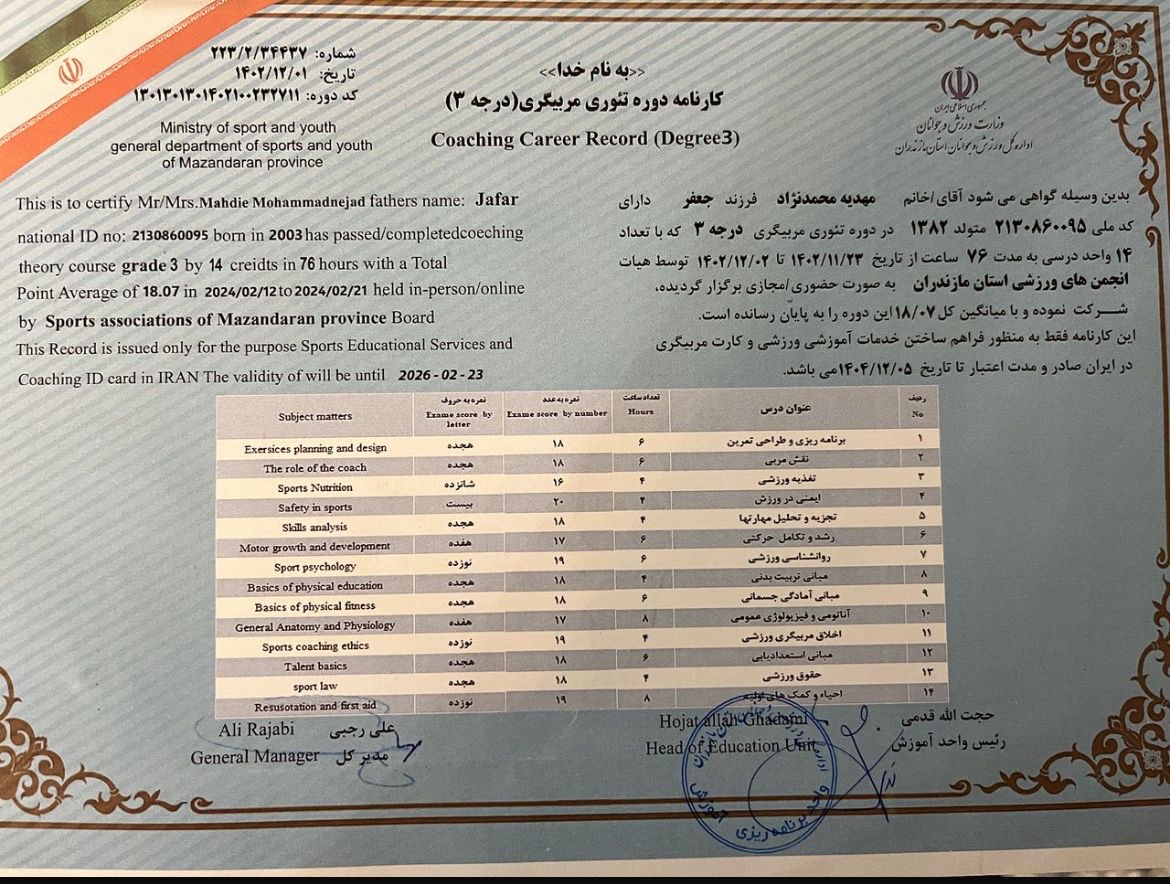 شماره: ۲۲۳/۲/۳۴۴۳۷
تاریخ: ۱۴۰۲/۱۲/۰۱
کد دوره: ۱۳۰۱۳۰۱۳۰۱۴۰۲۱۰۰۲۳۲۷۱۱
Ministry of sport and youth
general department of sports and youth
of Mazandaran province
<<به نام خدا>>
کارنامه دوره تئوری مربیگری(درجه ۳)
Coaching Career Record (Degree3)
جمهوری اسلامی ایران
وزارت ورزش و جوانان
اداره کل ورزش و جوانان استان مازندران
This is to certify Mr/Mrs.Mahdie Mohammadnejad fathers name: Jafar
national ID no: 2130860095 born in 2003 has passed/completedcoeching
theory course grade 3 by 14 creidts in 76 hours with a Total
Point Average of 18.07 in 2024/02/12to2024/02/21 held in-person/online
by Sports associations of Mazandaran province Board
This Record is issued only for the purpose Sports Educational Services and
Coaching ID card in IRAN The validity of will be until 2026 - 02 - 23
بدین وسیله گواهی می شود آقای/خانم مهدیه محمدنژاد فرزند جعفر دارای
کد ملی ۲۱۳۰۸۶۰۰۹۵ متولد ۱۳۸۲ در دوره تئوری مربیگری درجه ۳ که با تعداد
۱۴ واحد درسی به مدت ۷۶ ساعت از تاریخ ۱۴۰۲/۱۱/۲۳ تا ۱۴۰۲/۱۲/۰۲ توسط هیات
انجمن های ورزشی استان مازندران به صورت حضوری/مجازی برگزار گردیده،
شرکت نموده و با میانگین کل ۱۸/۰۷ این دوره را به پایان رسانده است.
این کارنامه فقط به منظور فراهم ساختن خدمات آموزشی ورزشی و کارت مربیگری
در ایران صادر و مدت اعتبار تا تاریخ ۱۴۰۴/۱۲/۰۵ می باشد.
Subject matters نمره به حروف Exame score by letter نمره به عدد Exame score by number تعداد ساعت Hours عنوان درس ردیف No
Exersices planning and design هجده ۱۸ ۶ برنامه ریزی و طراحی تمرین ۱
The role of the coach هجده ۱۸ ۶ نقش مربی ۲
Sports Nutrition شانزده ۱۶ ۴ تغذیه ورزشی ۳
Safety in sports بیست ۲۰ ۴ ایمنی در ورزش ۴
Skills analysis هجده ۱۸ ۴ تجزیه و تحلیل مهارتها ۵
Motor growth and development هفده ۱۷ ۶ رشد و تکامل حرکتی ۶
Sport psychology نوزده ۱۹ ۶ روانشناسی ورزشی ۷
Basics of physical education هجده ۱۸ ۴ مبانی تربیت بدنی ۸
Basics of physical fitness هجده ۱۸ ۶ مبانی آمادگی جسمانی ۹
General Anatomy and Physiology هفده ۱۷ ۸ آناتومی و فیزیولوژی عمومی ۱۰
Sports coaching ethics نوزده ۱۹ ۴ اخلاق مربیگری ورزشی ۱۱
Talent basics هجده ۱۸ ۶ مبانی استعدادیابی ۱۲
sport law هجده ۱۸ ۴ حقوق ورزشی ۱۳
Resusotation and first aid نوزده ۱۹ ۸ احیاء و کمک های اولیه ۱۴
Ali Rajabi علی رجبی
General Manager مدیر کل
Hojat allah Ghadami حجت الله قدمی
Head of Education Unit رئیس واحد آموزش
واحد برنامه ریزی
آموزش